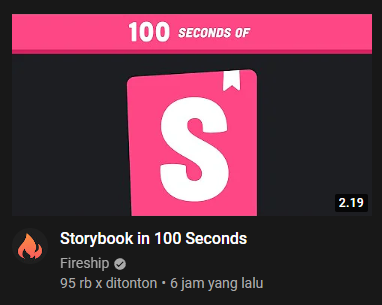 100 SECONDS OF
S
2.19
Storybook in 100 Seconds
Fireship
95 rb x ditonton • 6 jam yang lalu